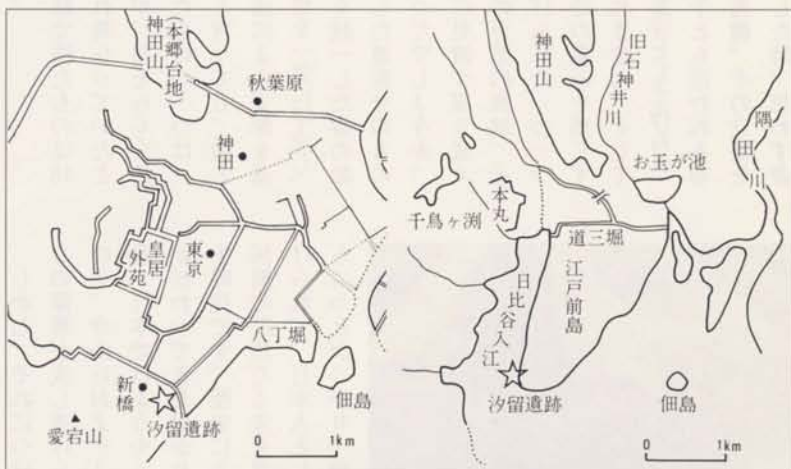 神田山
(本郷台地)
秋葉原
神田
皇居
外苑
東京
八丁堀
新橋
汐留遺跡
愛宕山
佃島
0 1km
神田山
旧石神井川
隅田川
お玉が池
千鳥ヶ渕
本丸
道三堀
日比谷入江
江戸前島
汐留遺跡
佃島
0 1km